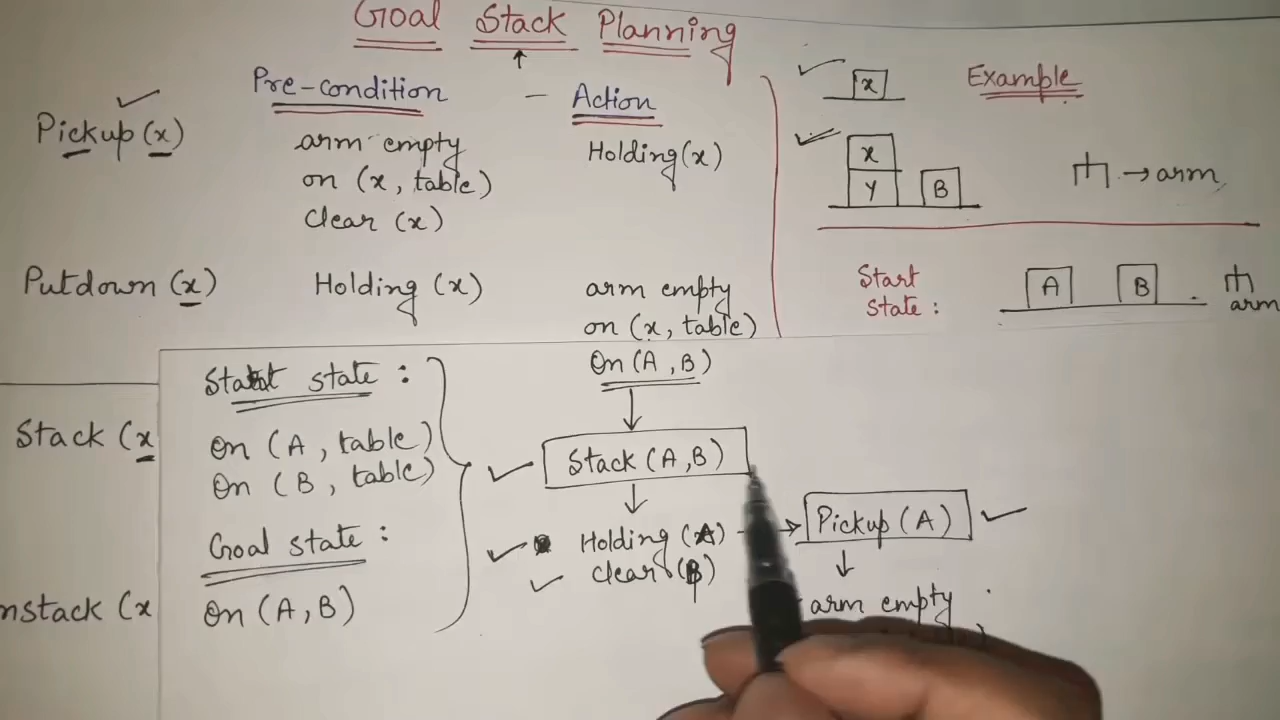 Goal Stack Planning
Pre-condition - Action
Pickup (x)
arm empty
on (x, table)
Clear (x)
Holding (x)
Putdown (x)
Holding (x)
arm empty
on (x, table)
Example
x
x
y B
→ arm
Start
State :
A B
arm
Stack (x
nstack (x
Start state :
On (A, table)
On (B, table)
Goal state :
On (A, B)
On (A, B)
Stack (A, B)
Holding (A)
Clear (B)
Pickup (A)
arm empty